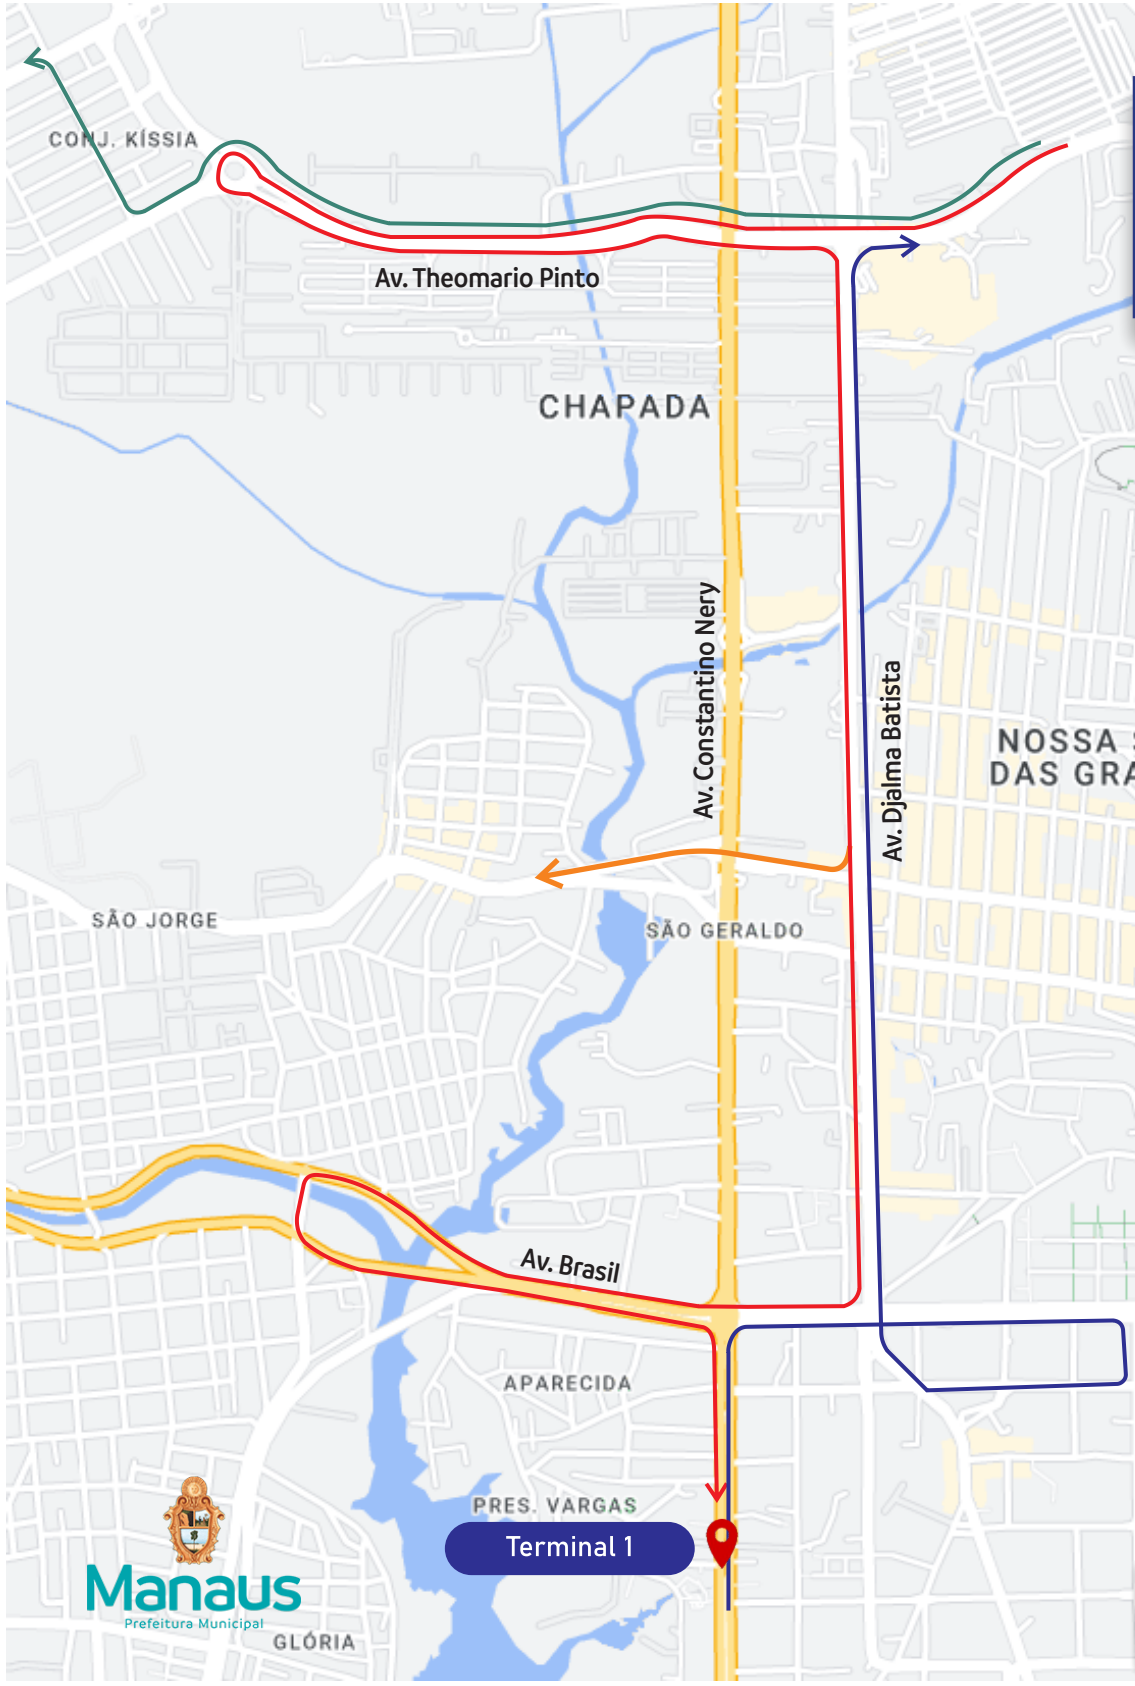 CONJ. KÍSSIA
Av. Theomario Pinto
CHAPADA
Av. Constantino Nery
Av. Djalma Batista
NOSSA
DAS GRA
SÃO JORGE
SÃO GERALDO
Av. Brasil
APARECIDA
PRES. VARGAS
Terminal 1
Manaus
Prefeitura Municipal
GLÓRIA